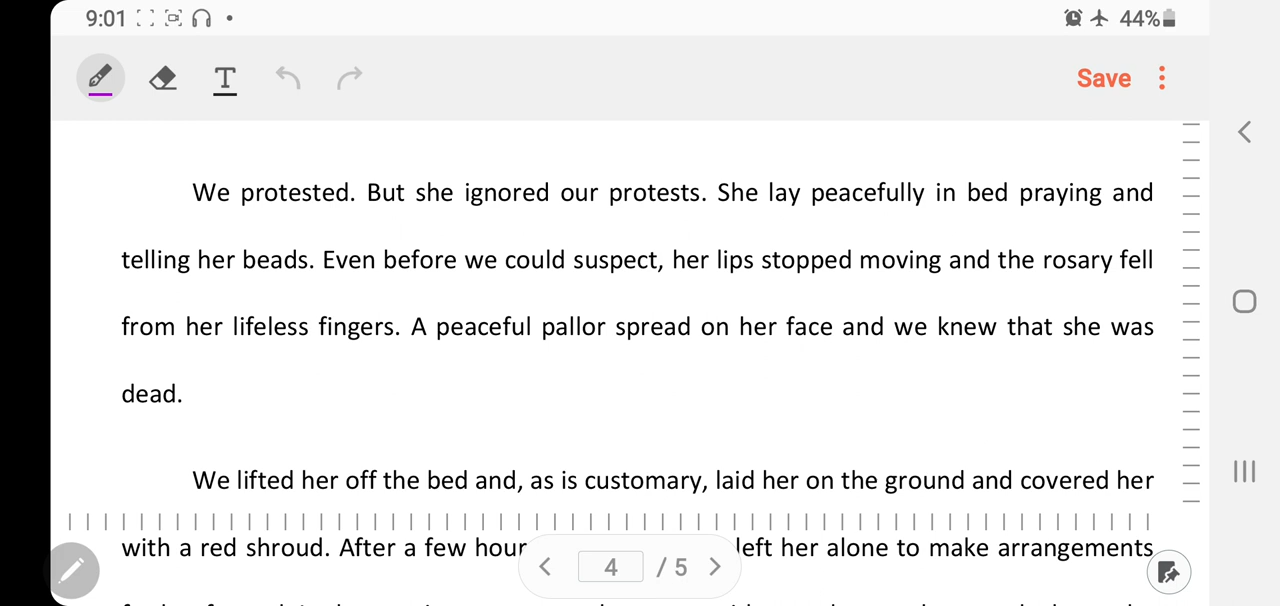 9:01
44%
T
Save
We protested. But she ignored our protests. She lay peacefully in bed praying and
telling her beads. Even before we could suspect, her lips stopped moving and the rosary fell
from her lifeless fingers. A peaceful pallor spread on her face and we knew that she was
dead.
We lifted her off the bed and, as is customary, laid her on the ground and covered her
with a red shroud. After a few left her alone to make arrangements
4 / 5